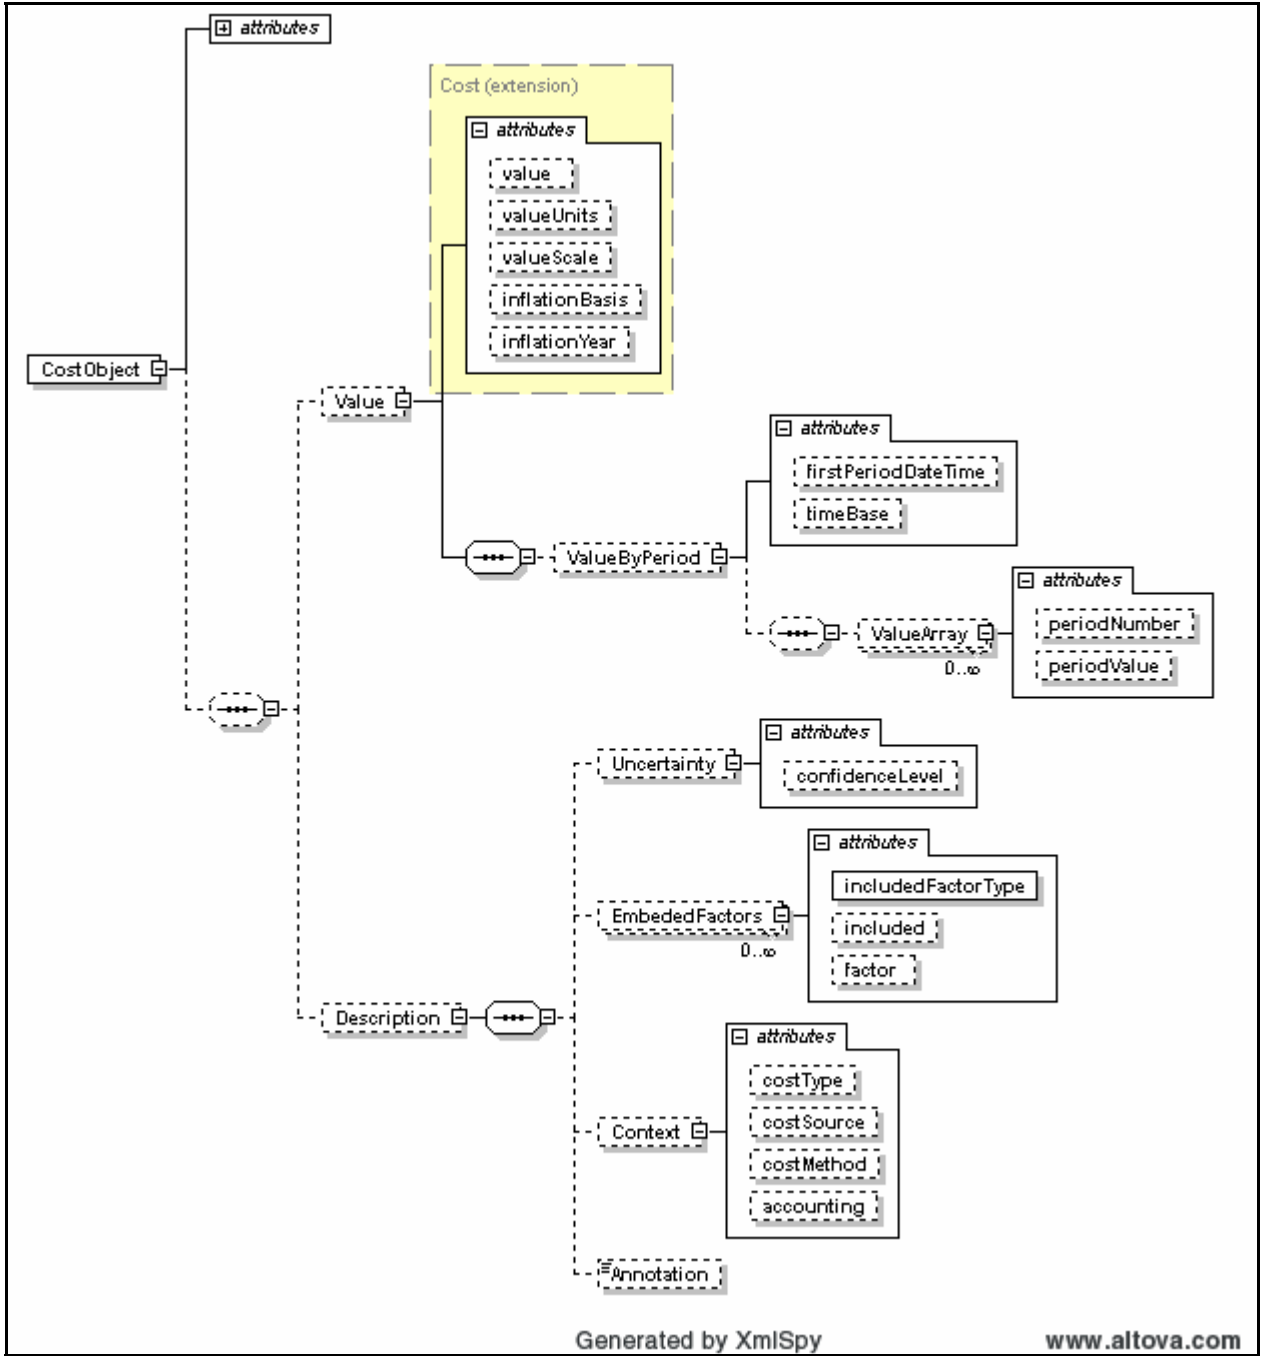 attributes
Cost (extension)
attributes
value
valueUnits
valueScale
inflationBasis
inflationYear
CostObject
Value
attributes
firstPeriodDateTime
timeBase
ValueByPeriod
attributes
periodNumber
periodValue
ValueArray
0..∞
attributes
confidenceLevel
Uncertainty
attributes
includedFactorType
included
factor
EmbededFactors
0..∞
Description
attributes
costType
costSource
costMethod
accounting
Context
Annotation
Generated by XmlSpy www.altova.com